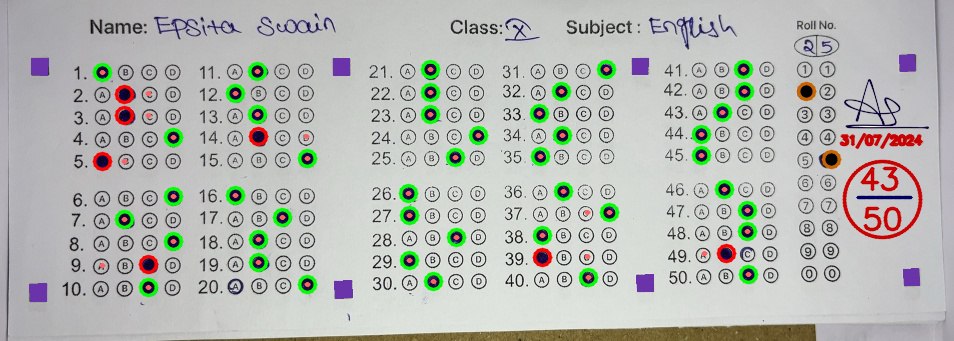 Name: Epsita Swain Class: X Subject : English Roll No.
2 5
1. B C D 11. A C D 21. A C D 31. A B C 41. A B D 1 1
2. A C D 12. B C D 22. A C D 32. A C D 42. A B D 2
3. A C D 13. A C D 23. A C D 33. B C D 43. A C D 3 3
4. A B C 14. A C D 24. A B C 34. A C D 44. B C D 4 4
31/07/2024
5. C D 15. A B C 25. A B D 35. B C D 45. B C D 5
6. A B C 16. B C D 26. B C D 36. A C D 46. A C D 6 6
7. A C D 17. A B D 27. B C D 37. A B 47. A B D 7 7
8. A B C 18. A C D 28. A B D 38. B C D 48. A B D 8 8
9. B D 19. A C D 29. B C D 39. B D 49. C D 9 9
10. A B D 20. A B C 30. A C D 40. A B D 50. A B D 0 0
43
50